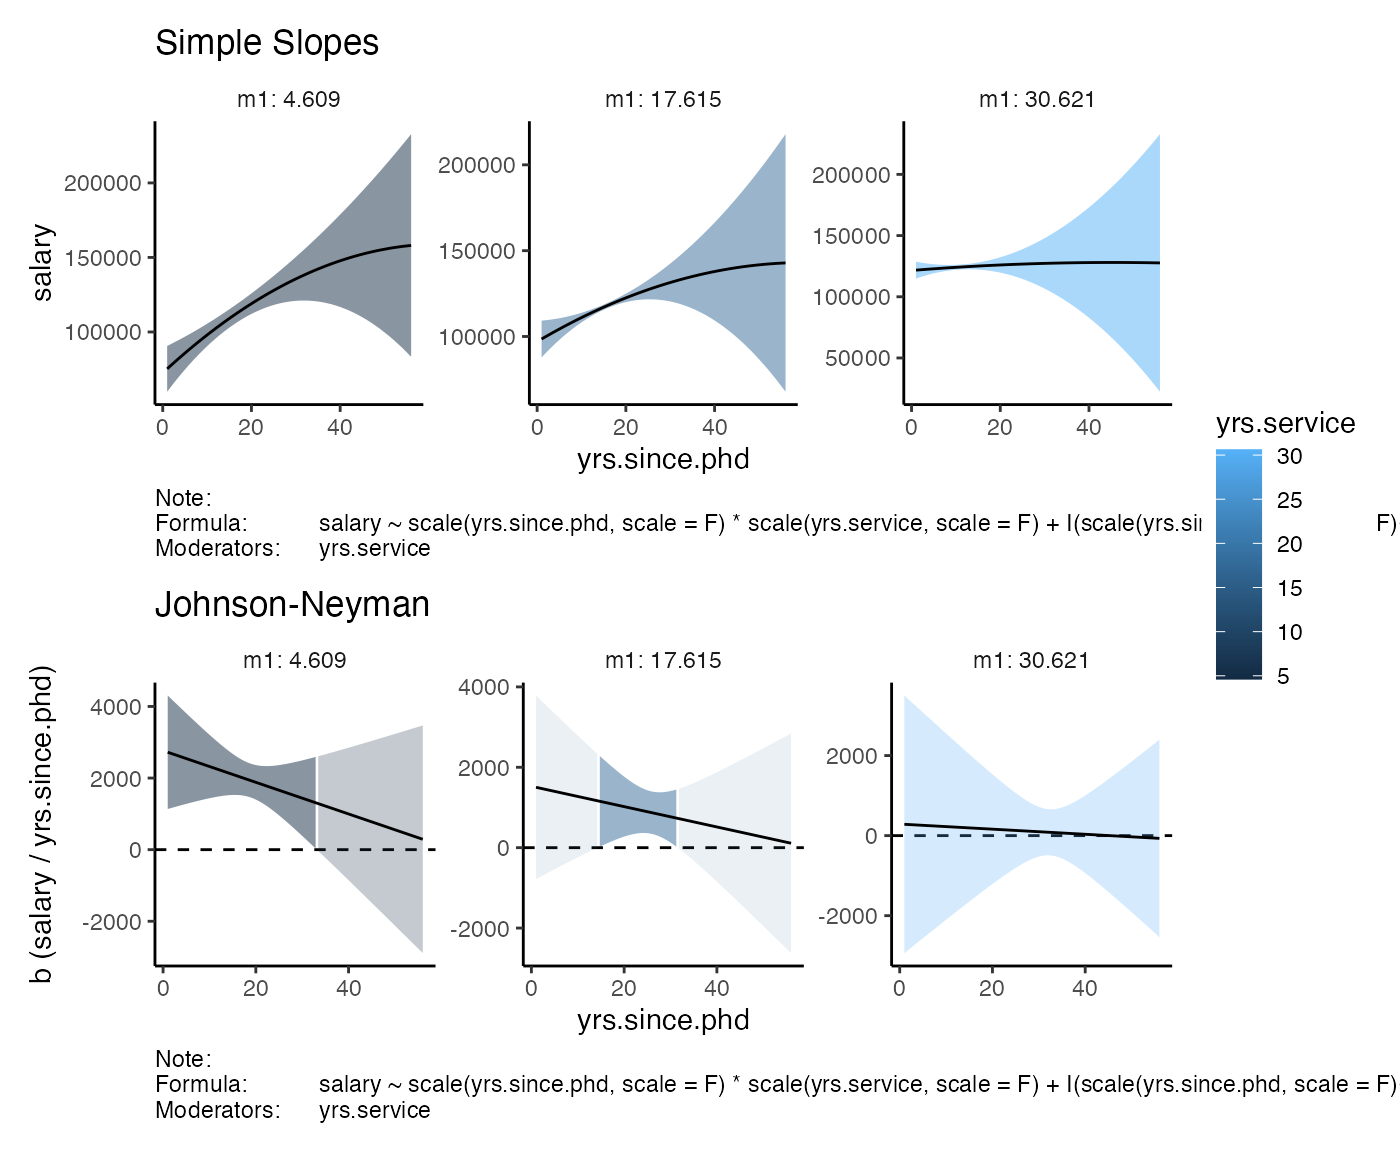 Simple Slopes
m1: 4.609
m1: 17.615
m1: 30.621
salary
200000
150000
100000
200000
150000
100000
200000
150000
100000
50000
0 20 40
0 20 40
0 20 40
yrs.since.phd
Note:
Formula: salary ~ scale(yrs.since.phd, scale = F) * scale(yrs.service, scale = F) + I(scale(yrs.si F)
Moderators: yrs.service
yrs.service
30
25
20
15
10
5
Johnson-Neyman
m1: 4.609
m1: 17.615
m1: 30.621
b (salary / yrs.since.phd)
4000
2000
0
-2000
4000
2000
0
-2000
2000
0
-2000
0 20 40
0 20 40
0 20 40
yrs.since.phd
Note:
Formula: salary ~ scale(yrs.since.phd, scale = F) * scale(yrs.service, scale = F) + I(scale(yrs.since.phd, scale = F)
Moderators: yrs.service